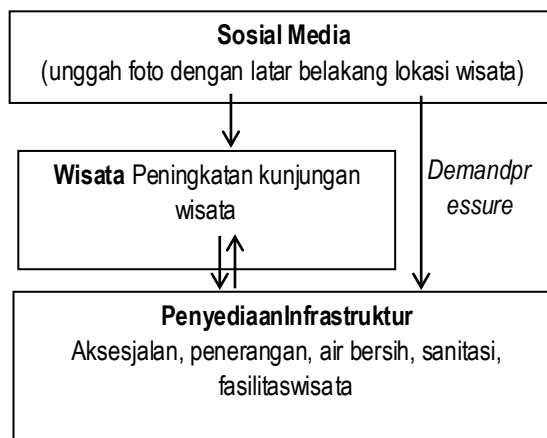 Sosial Media
(unggah foto dengan latar belakang lokasi wisata)
Wisata Peningkatan kunjungan
wisata
Demandpr
essure
PenyediaanInfrastruktur
Aksesjalan, penerangan, air bersih, sanitasi,
fasilitaswisata